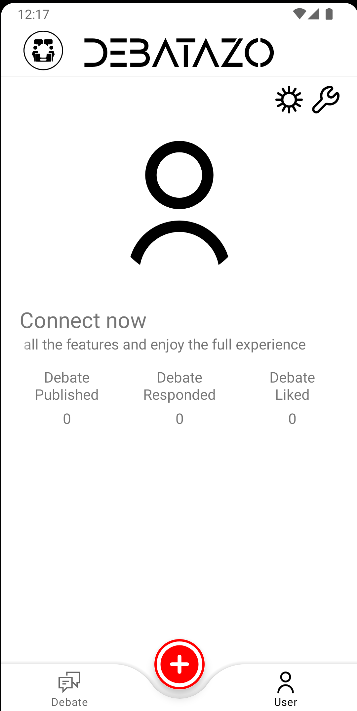 12:17
DEBATAZO
Connect now
all the features and enjoy the full experience
Debate Debate Debate
Published Responded Liked
0 0 0
Debate User